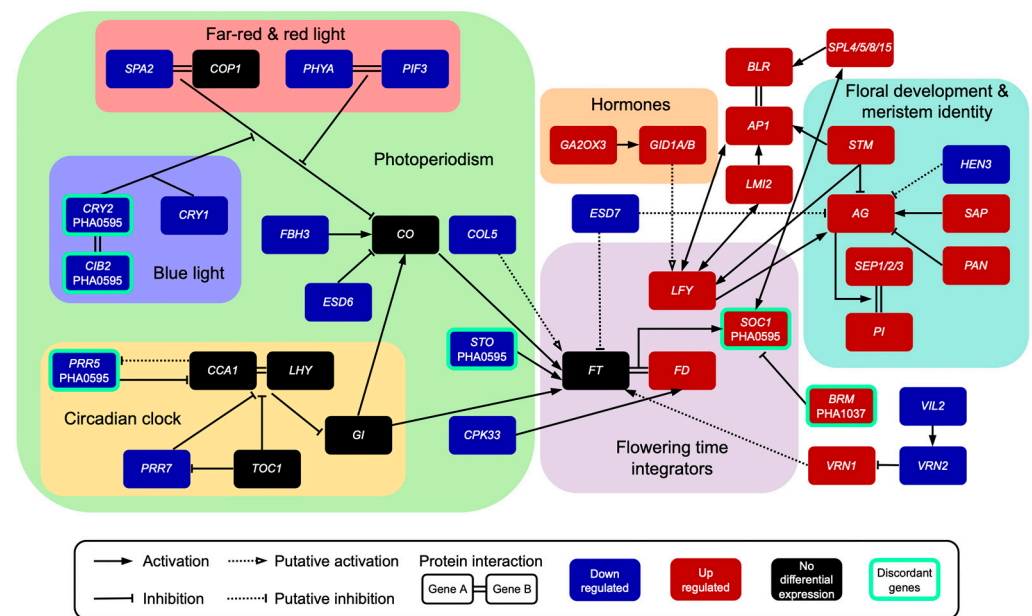 Far-red & red light
SPA2
COP1
PHYA
PIF3
Photoperiodism
CRY2
PHA0595
CRY1
CIB2
PHA0595
Blue light
FBH3
CO
COL5
ESD6
STO
PHA0595
PRR5
PHA0595
CCA1
LHY
Circadian clock
GI
PRR7
TOC1
CPK33
Hormones
GA2OX3
GID1A/B
ESD7
BLR
SPL4/5/8/15
AP1
LMI2
Floral development &
meristem identity
STM
HEN3
AG
SAP
SEP1/2/3
PAN
PI
LFY
SOC1
PHA0595
FT
FD
Flowering time
integrators
BRM
PHA1037
VIL2
VRN1
VRN2
Activation
Putative activation
Inhibition
Putative inhibition
Protein interaction
Gene A
Gene B
Down
regulated
Up
regulated
No
differential
expression
Discordant
genes